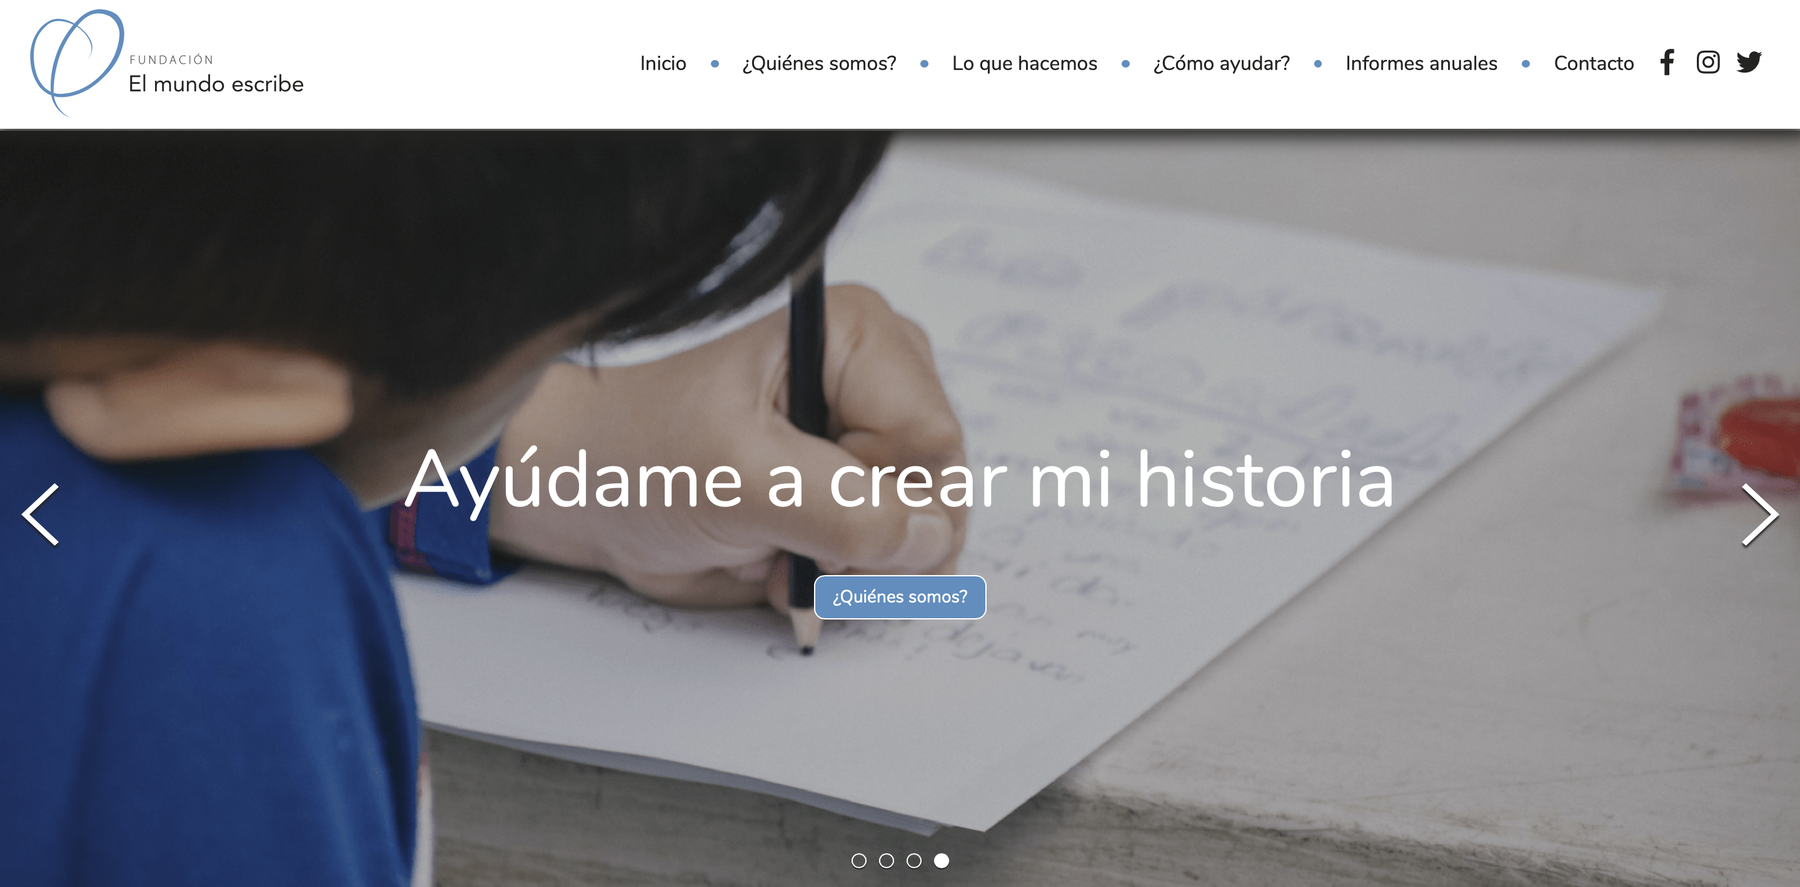 FUNDACIÓN
El mundo escribe
Inicio • ¿Quiénes somos? • Lo que hacemos • ¿Cómo ayudar? • Informes anuales • Contacto
Ayúdame a crear mi historia
¿Quiénes somos?